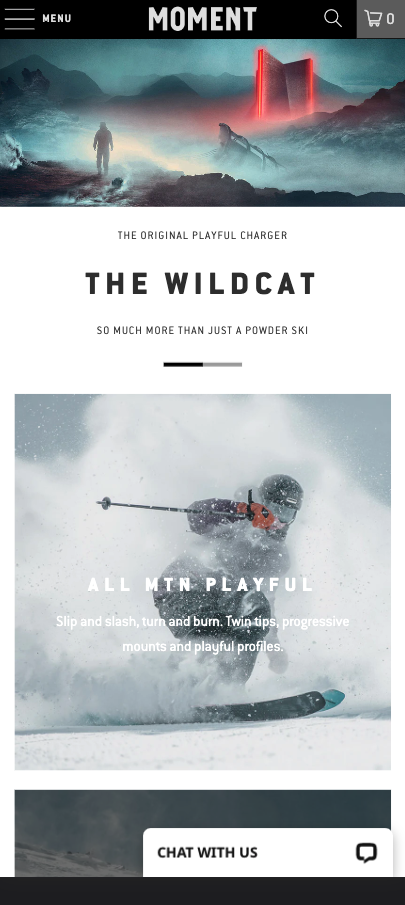 MENU
MOMENT
0
THE ORIGINAL PLAYFUL CHARGER
THE WILDCAT
SO MUCH MORE THAN JUST A POWDER SKI
ALL MTN PLAYFUL
Slip and slash, turn and burn. Twin tips, progressive
mounts and playful profiles.
CHAT WITH US